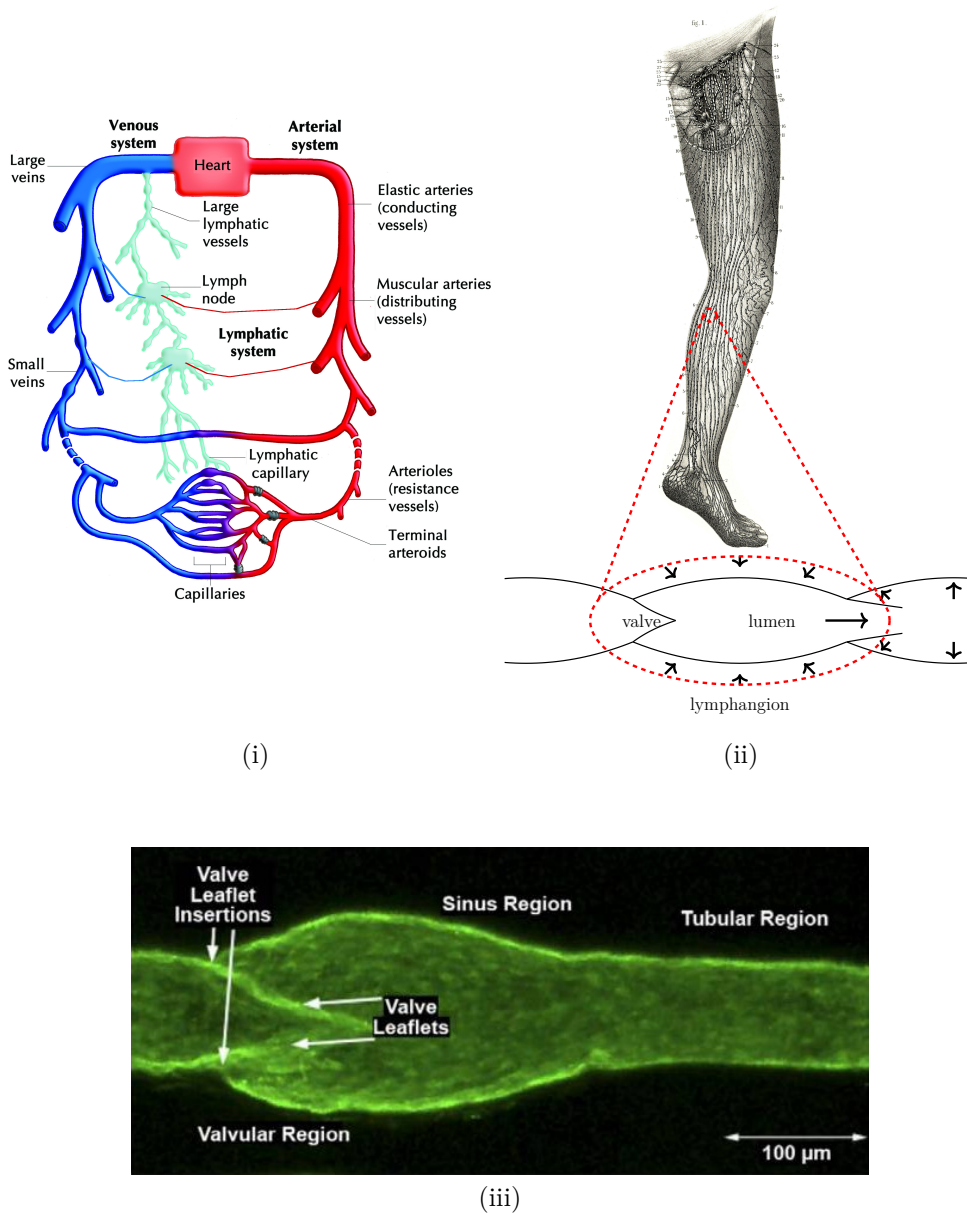 fig. 1.
Venous
system
Arterial
system
Large
veins
Heart
Large
lymphatic
vessels
Elastic arteries
(conducting
vessels)
Lymph
node
Muscular arteries
(distributing
vessels)
Lymphatic
system
Small
veins
Lymphatic
capillary
Arterioles
(resistance
vessels)
Terminal
arteroids
Capillaries
valve
lumen
lymphangion
(i)
(ii)
Valve
Leaflet
Insertions
Sinus Region
Tubular Region
Valve
Leaflets
Valvular Region
100 μm
(iii)